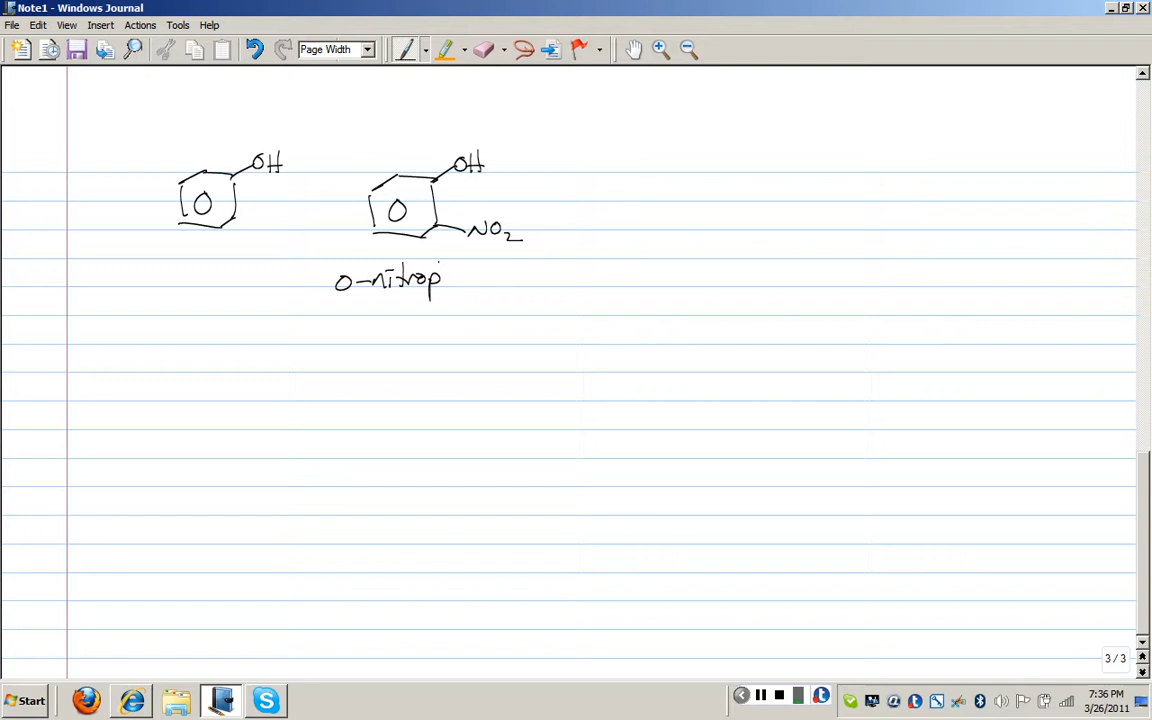 Note1 - Windows Journal
File Edit View Insert Actions Tools Help
Page Width
OH
OH
NO2
o-nitrop
3 / 3
Start
7:36 PM
3/26/2011